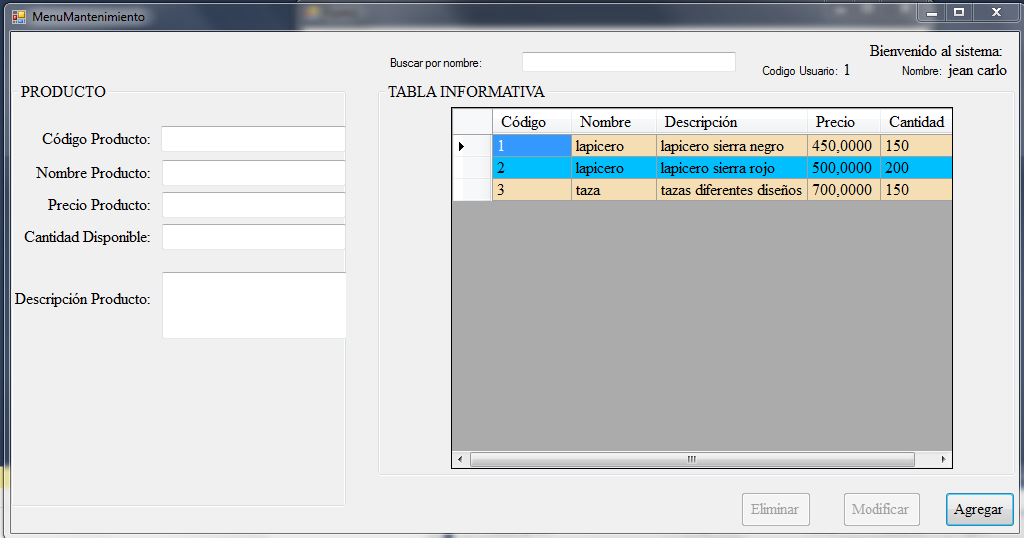 MenuMantenimiento
Bienvenido al sistema:
Buscar por nombre:
Codigo Usuario: 1 Nombre: jean carlo
PRODUCTO
Código Producto:
Nombre Producto:
Precio Producto:
Cantidad Disponible:
Descripción Producto:
TABLA INFORMATIVA
Código Nombre Descripción Precio Cantidad
1 lapicero lapicero sierra negro 450,0000 150
2 lapicero lapicero sierra rojo 500,0000 200
3 taza tazas diferentes diseños 700,0000 150
Eliminar Modificar Agregar